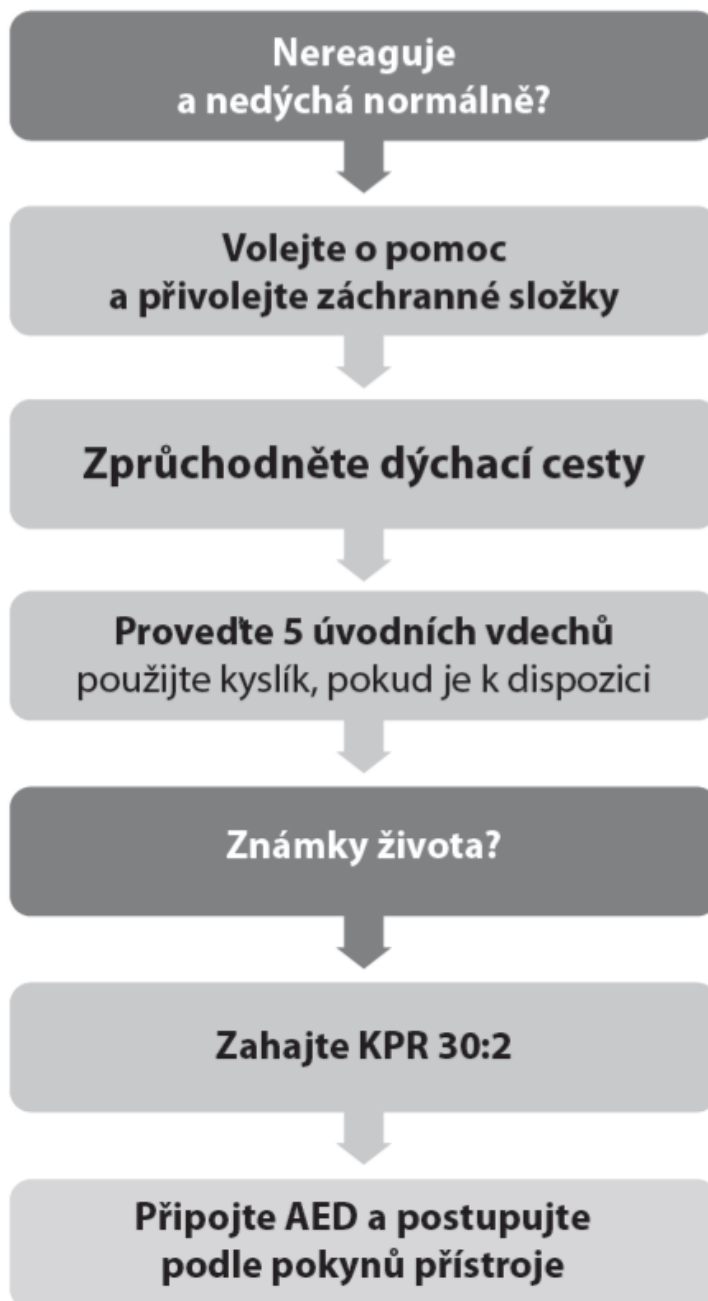 Nereaguje
a nedýchá normálně?
Volejte o pomoc
a přivolejte záchranné složky
Zprůchodněte dýchací cesty
Proveďte 5 úvodních vdechů
použijte kyslík, pokud je k dispozici
Známky života?
Zahajte KPR 30:2
Připojte AED a postupujte
podle pokynů přístroje